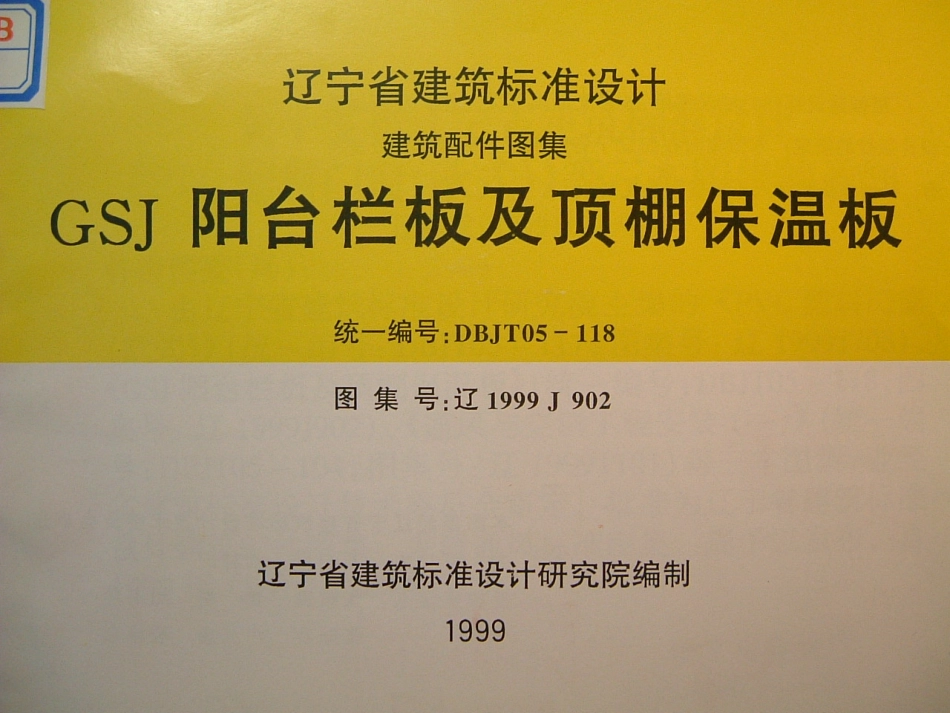 B
辽宁省建筑标准设计
建筑配件图集
GSJ 阳台栏板及顶棚保温板
统一编号:DBJT05-118
图 集 号:辽 1999 J 902
辽宁省建筑标准设计研究院编制
1999